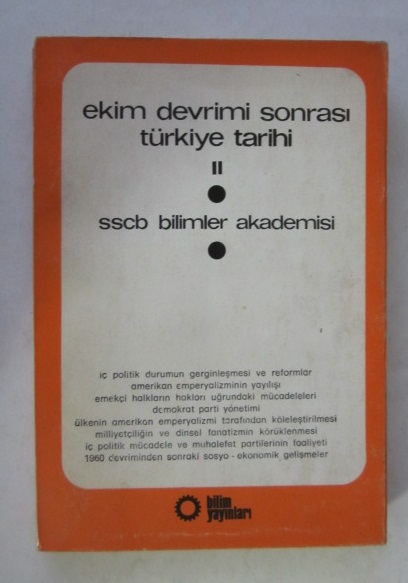 ekim devrimi sonrası
türkiye tarihi
II
sscb bilimler akademisi
iç politik durumun gerginleşmesi ve reformlar
amerikan emperyalizminin yayılışı
emekçi halkların hakları uğrundaki mücadeleleri
demokrat parti yönetimi
ülkenin amerikan emperyalizmi tarafından köleleştirilmesi
milliyetçiliğin ve dinsel fanatizmin körüklenmesi
iç politik mücadele ve muhalefet partilerinin faaliyeti
1960 devriminden sonraki sosyo - ekonomik gelişmeler
bilim
yayınları